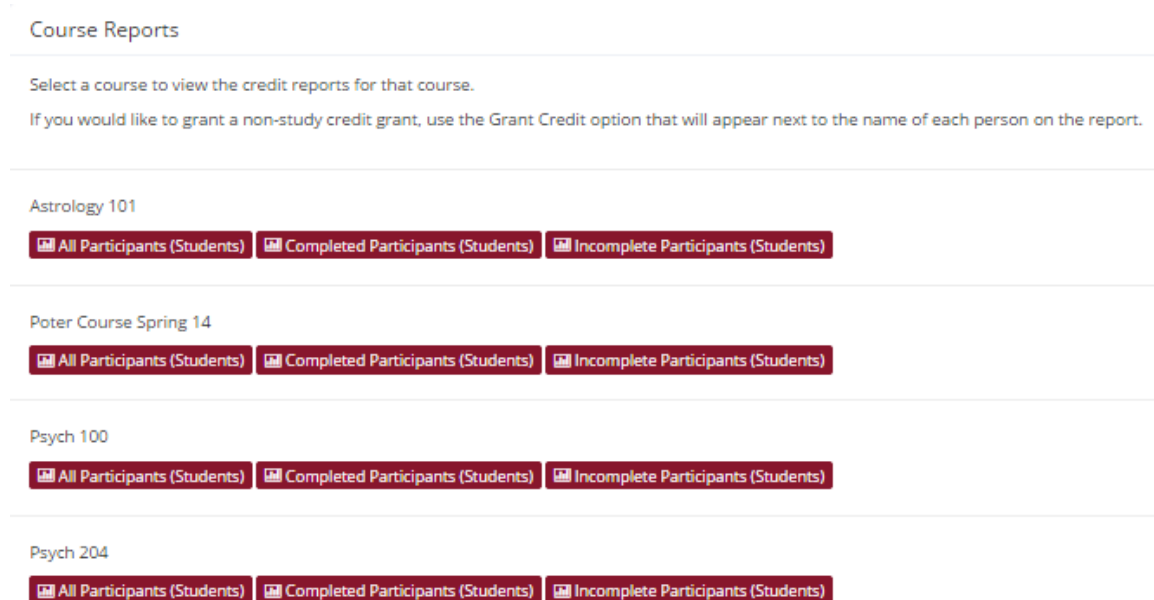 Course Reports
Select a course to view the credit reports for that course.
If you would like to grant a non-study credit grant, use the Grant Credit option that will appear next to the name of each person on the report.
Astrology 101
All Participants (Students) Completed Participants (Students) Incomplete Participants (Students)
Poter Course Spring 14
All Participants (Students) Completed Participants (Students) Incomplete Participants (Students)
Psych 100
All Participants (Students) Completed Participants (Students) Incomplete Participants (Students)
Psych 204
All Participants (Students) Completed Participants (Students) Incomplete Participants (Students)